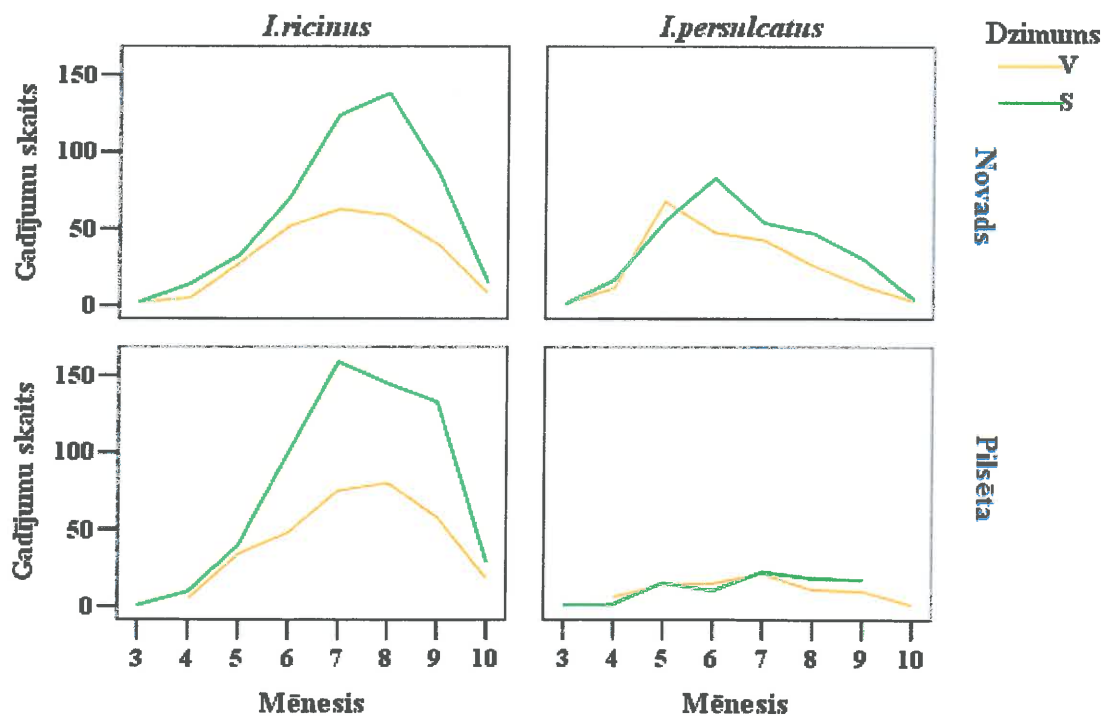 I.ricinus
I.persulcatus
Dzimums
V
S
Gadījumu skaits
150
100
50
0
Novads
Gadījumu skaits
150
100
50
0
Pilsēta
3 4 5 6 7 8 9 10
3 4 5 6 7 8 9 10
Mēnesis
Mēnesis